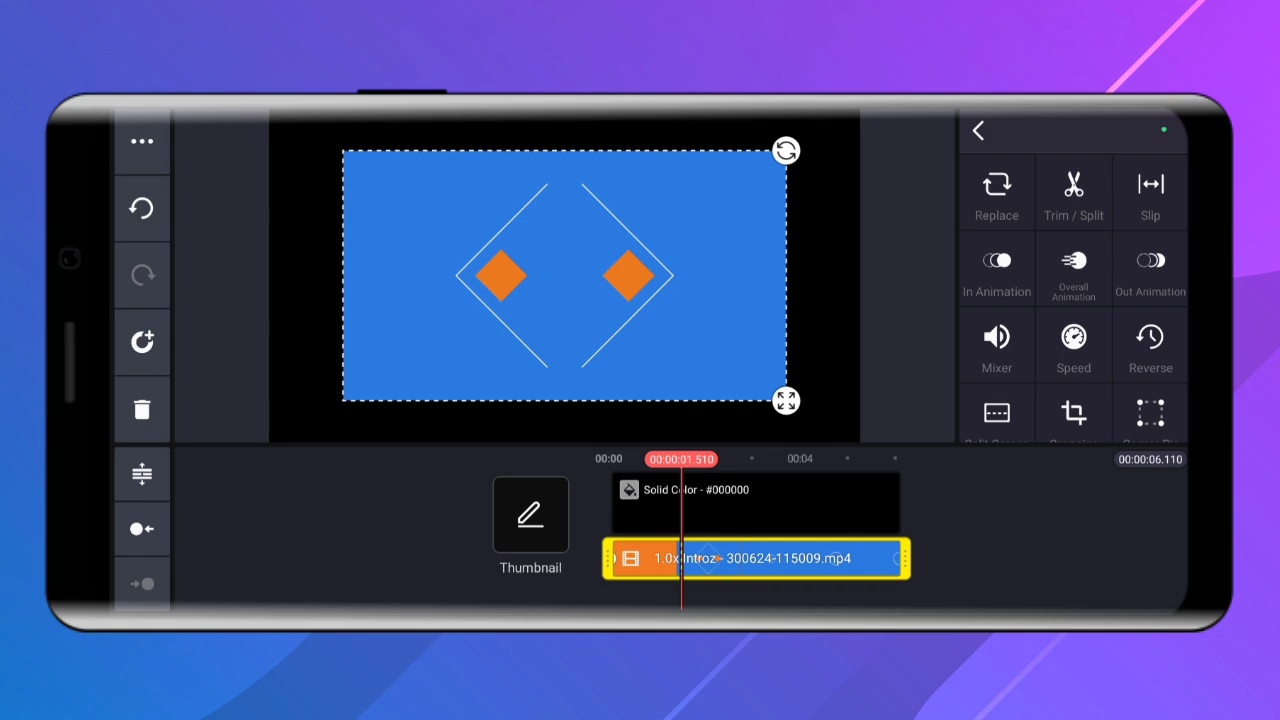 Replace
Trim / Split
Slip
In Animation
Overall
Animation
Out Animation
Mixer
Speed
Reverse
00:00
00:00:01.510
00:04
00:00:06.110
Solid Color - #000000
Thumbnail
1.0x Introz - 300624-115009.mp4